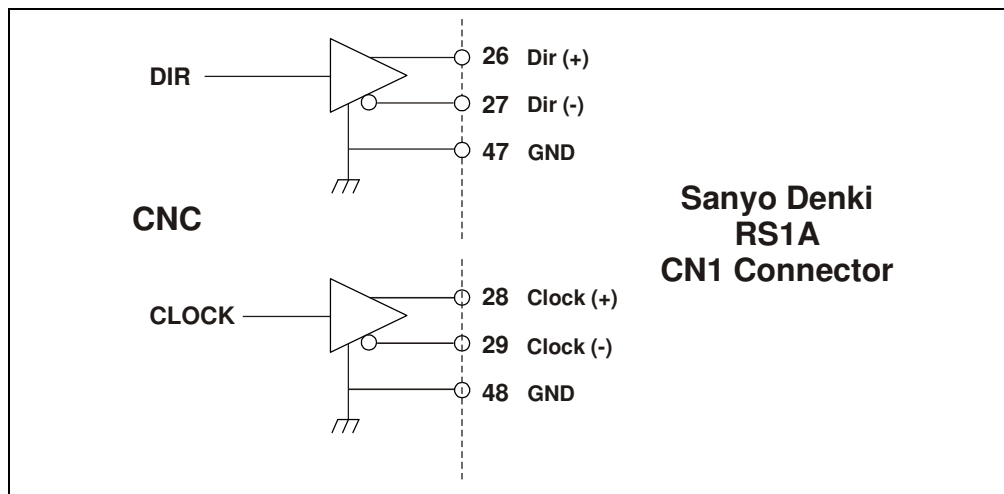 DIR
26 Dir (+)
27 Dir (-)
47 GND
CNC
Sanyo Denki
RS1A
CN1 Connector
CLOCK
28 Clock (+)
29 Clock (-)
48 GND